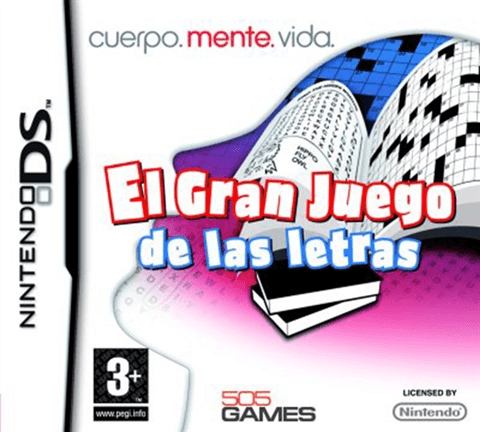 cuerpo.mente.vida.
NINTENDO DS™
El Gran Juego
de las letras
3+
www.pegi.info
505
GAMES
LICENSED BY
Nintendo